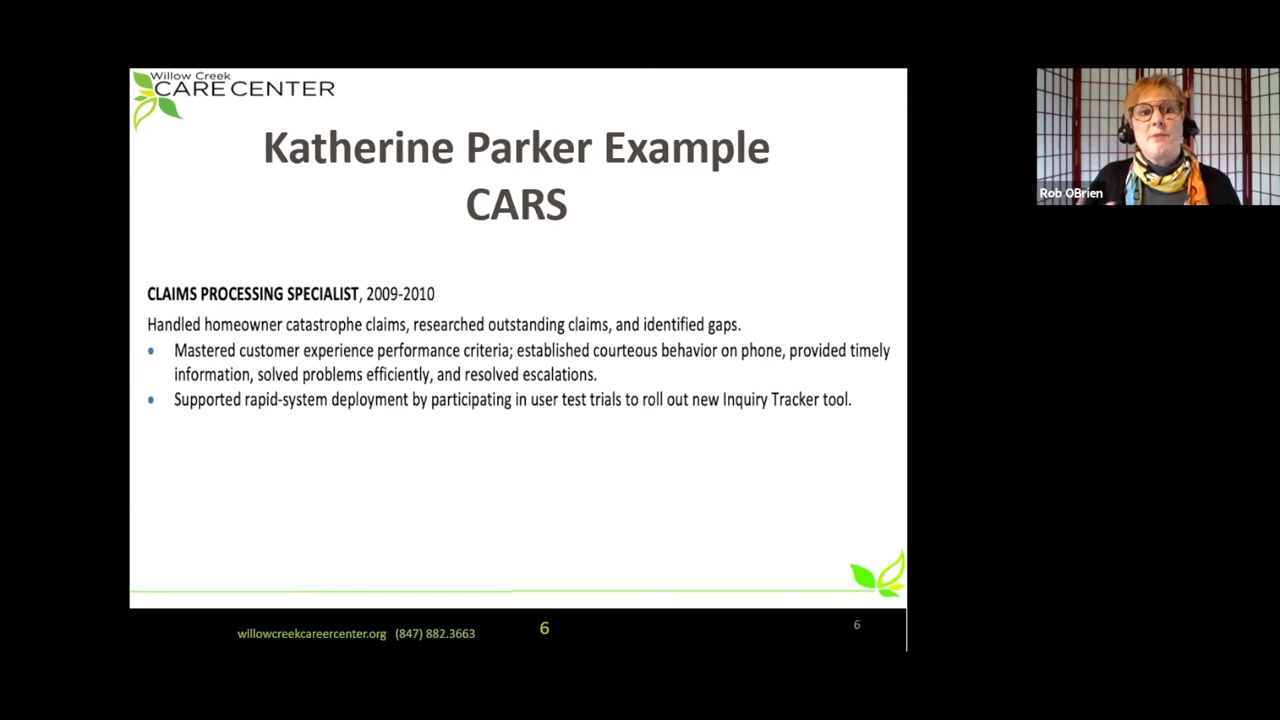 Willow Creek
CARE CENTER
Katherine Parker Example
CARS
CLAIMS PROCESSING SPECIALIST, 2009-2010
Handled homeowner catastrophe claims, researched outstanding claims, and identified gaps.
• Mastered customer experience performance criteria; established courteous behavior on phone, provided timely
information, solved problems efficiently, and resolved escalations.
• Supported rapid-system deployment by participating in user test trials to roll out new Inquiry Tracker tool.
willowcreekcareercenter.org (847) 882.3663
6
6
Rob OBrien